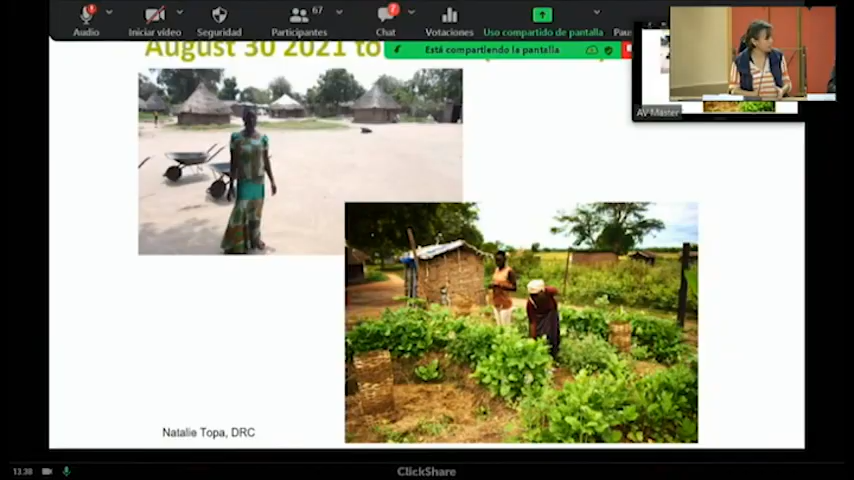 67
7
Audio
Iniciar video
Seguridad
Participantes
Chat
Votaciones
Uso compartido de pantalla
Paus
August 30 2021 to
Está compartiendo la pantalla
AV Master
Natalie Topa, DRC
13.38
ClickShare